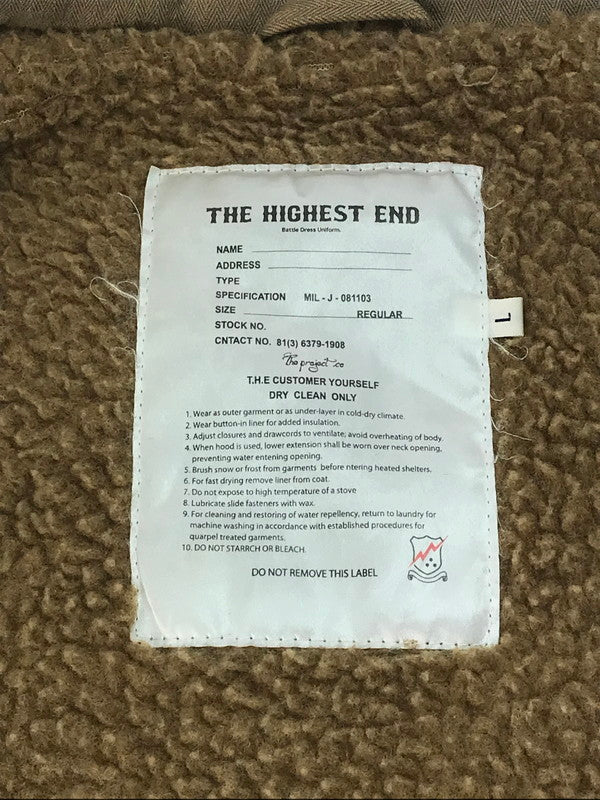 THE HIGHEST END
Battle Dress Uniform.
NAME
ADDRESS
TYPE
SPECIFICATION MIL - J - 081103
SIZE REGULAR
STOCK NO.
CNTACT NO. 81(3) 6379-1908
The project co
T.H.E CUSTOMER YOURSELF
DRY CLEAN ONLY
1. Wear as outer garment or as under-layer in cold-dry climate.
2. Wear button-in liner for added insulation.
3. Adjust closures and drawcords to ventilate; avoid overheating of body.
4. When hood is used, lower extension shall be worn over neck opening,
preventing water entening opening.
5. Brush snow or frost from garments before ntering heated shelters.
6. For fast drying remove liner from coat.
7. Do not expose to high temperature of a stove
8. Lubricate slide fasteners with wax.
9. For cleaning and restoring of water repellency, return to laundry for
machine washing in accordance with established procedures for
quarpel treated garments.
10. DO NOT STARRCH OR BLEACH.
DO NOT REMOVE THIS LABEL
L